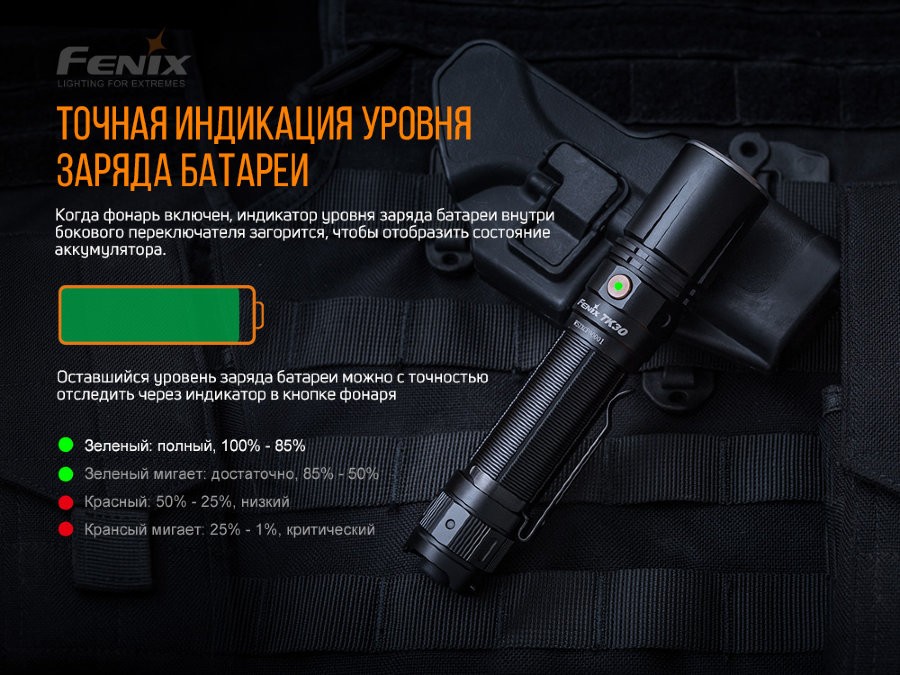 Fenix
LIGHTING FOR EXTREMES
ТОЧНАЯ ИНДИКАЦИЯ УРОВНЯ
ЗАРЯДА БАТАРЕИ
Когда фонарь включен, индикатор уровня заряда батареи внутри
бокового переключателя загорится, чтобы отобразить состояние
аккумулятора.
Оставшийся уровень заряда батареи можно с точностью
отследить через индикатор в кнопке фонаря
Зеленый: полный, 100% - 85%
Зеленый мигает: достаточно, 85% - 50%
Красный: 50% - 25%, низкий
Крансый мигает: 25% - 1%, критический
Fenix TK30